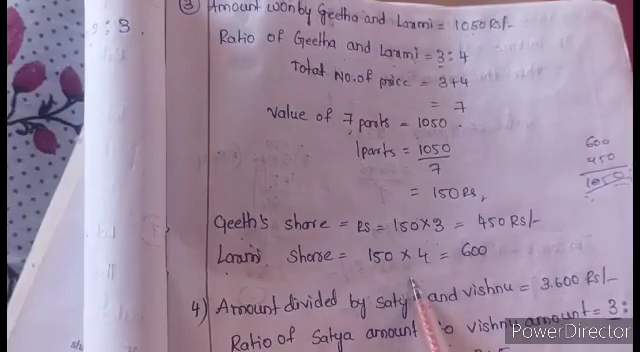 9:3.
③ Amount won by Geetha and Laxmi = 1050 Rs/-
Ratio of Geetha and Laxmi = 3:4
Total No. of price = 3+4
= 7
Value of 7 parts = 1050
1 parts = 1050
7
= 150 Rs,
600
450
1050
Geeth's share = Rs = 150×3 = 450 Rs/-
Laxmi share = 150 × 4 = 600
4) Amount divided by Satya and vishnu = 3.600 Rs/-
Ratio of Satya amount to vishnu amount = 3:
PowerDirector